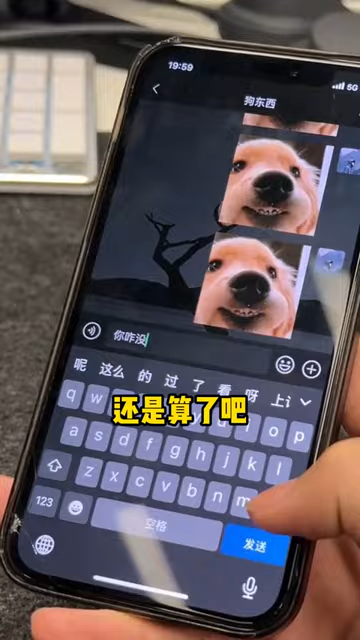 19:59
5G
狗东西
你咋没
呢 这么 的 过 了 看 呀 上
还是算了吧
q w o p
a s d f g h j k l
z x c v b n m
123 空格 发送